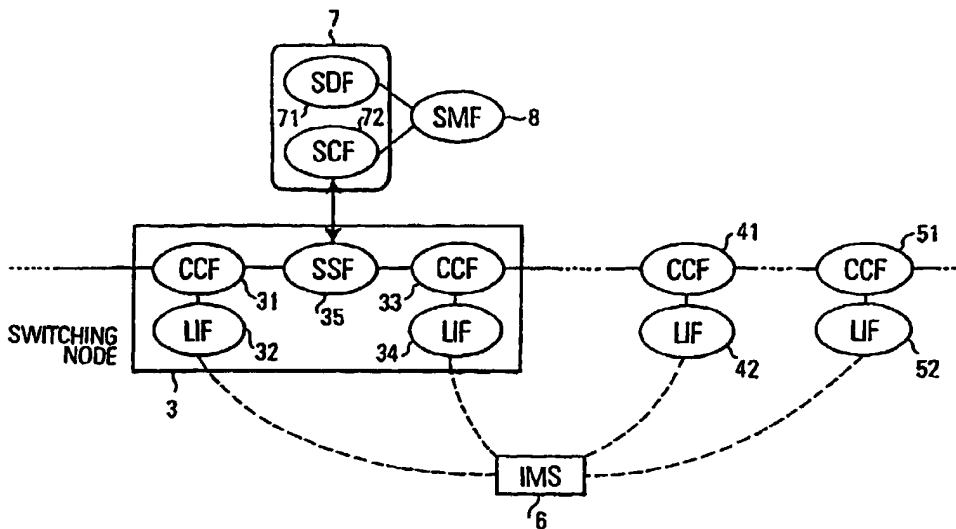 7
SDF
71
72
SCF
SMF
8
CCF
31
SSF
35
CCF
33
41
CCF
51
CCF
SWITCHING
NODE
LIF
32
LIF
34
LIF
42
LIF
52
3
IMS
6